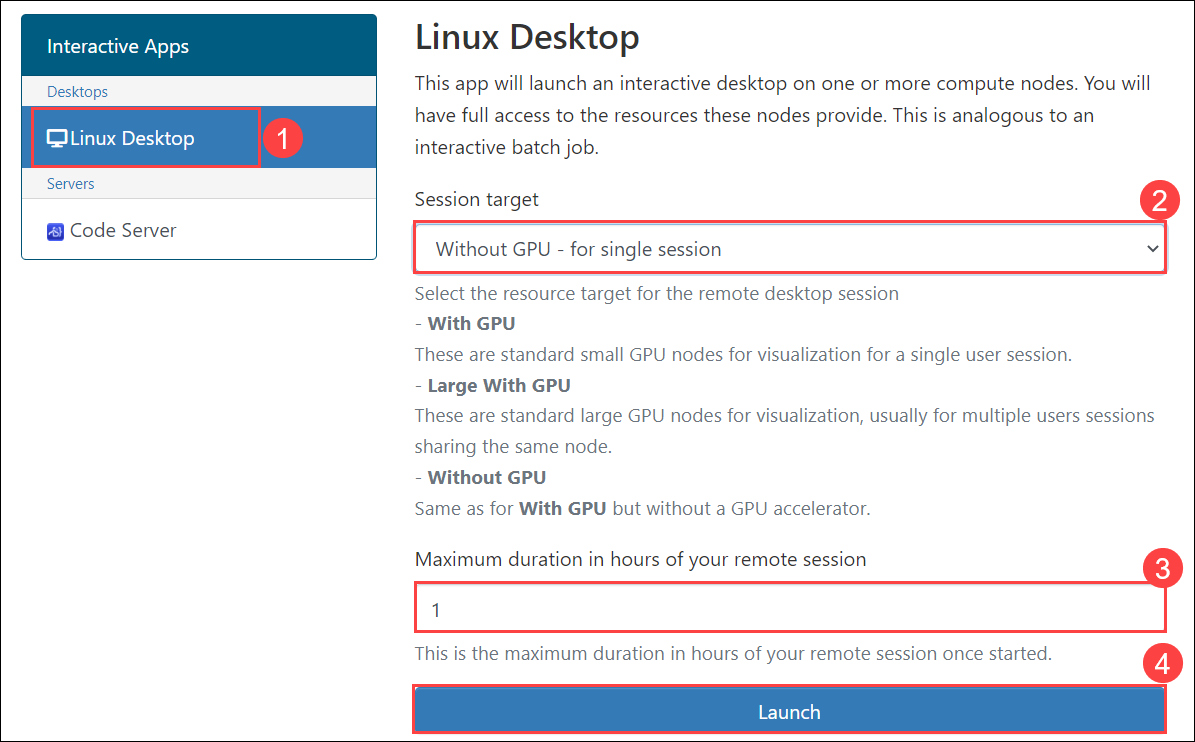 Interactive Apps
Desktops
Linux Desktop
1
Servers
Code Server
Linux Desktop
This app will launch an interactive desktop on one or more compute nodes. You will
have full access to the resources these nodes provide. This is analogous to an
interactive batch job.
Session target
2
Without GPU - for single session
Select the resource target for the remote desktop session
- With GPU
These are standard small GPU nodes for visualization for a single user session.
- Large With GPU
These are standard large GPU nodes for visualization, usually for multiple users sessions
sharing the same node.
- Without GPU
Same as for With GPU but without a GPU accelerator.
Maximum duration in hours of your remote session
3
1
This is the maximum duration in hours of your remote session once started.
4
Launch